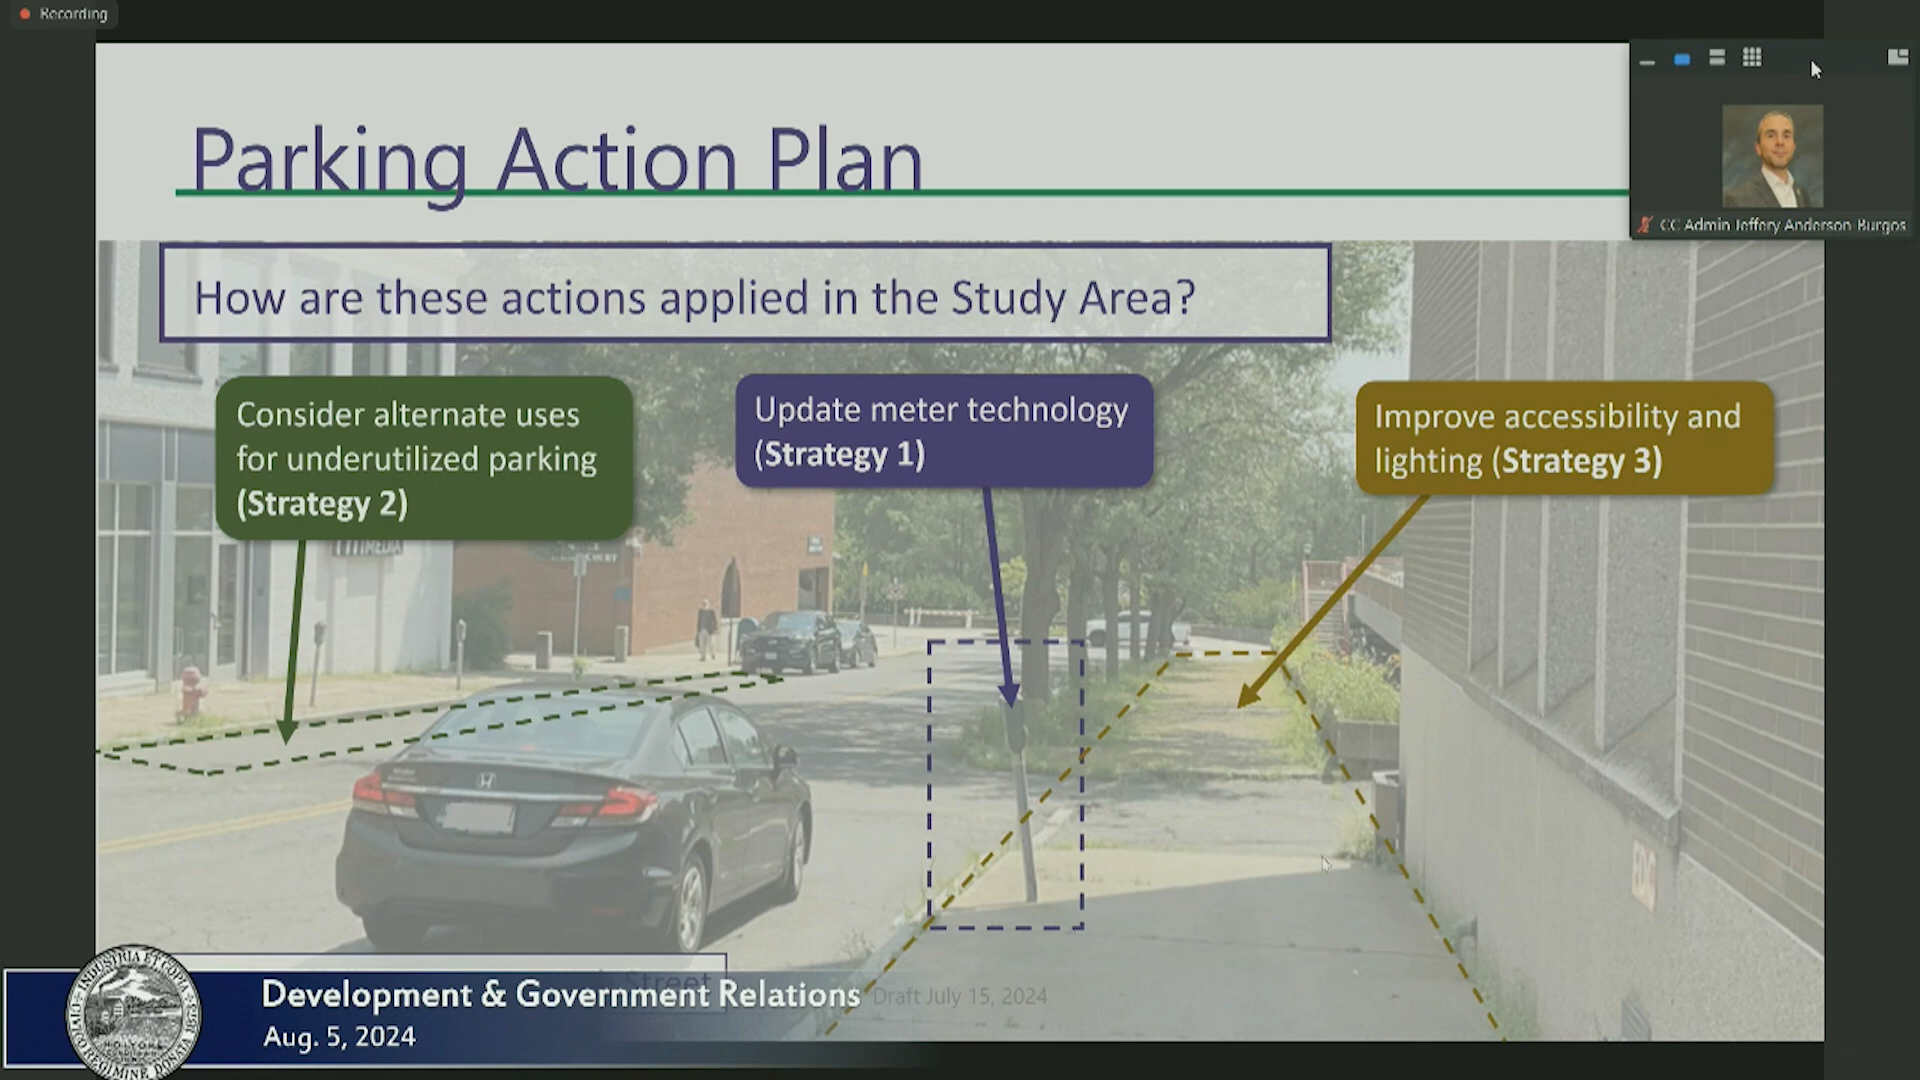 Recording
Parking Action Plan
CC Admin Jeffery Anderson-Burgos
How are these actions applied in the Study Area?
Consider alternate uses
for underutilized parking
(Strategy 2)
Update meter technology
(Strategy 1)
Improve accessibility and
lighting (Strategy 3)
MEDIA
Street
Development & Government Relations
Draft July 15, 2024
Aug. 5, 2024